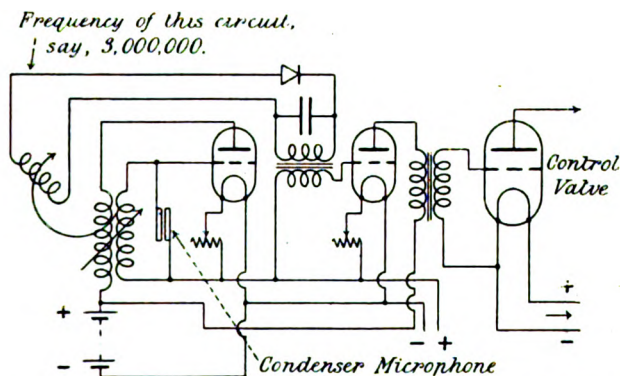 Frequency of this circuit,
say, 3,000,000.
Control
Valve
+
-
- +
+
-
Condenser Microphone